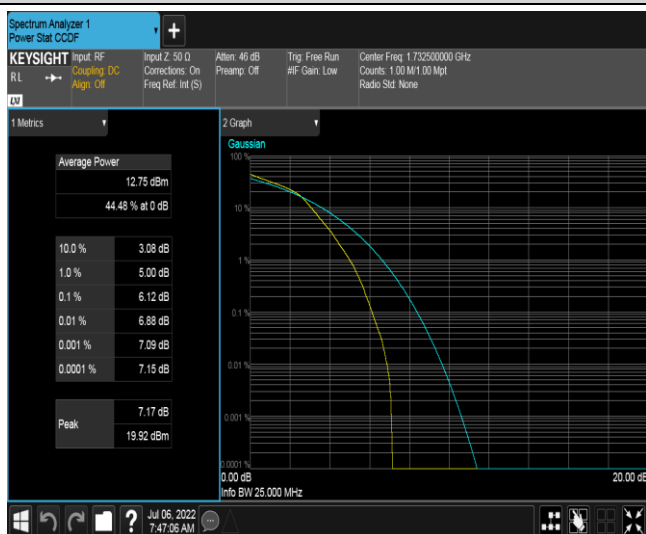 Spectrum Analyzer 1
Power Stat CCDF
+
KEYSIGHT
RL
LXI
Input: RF
Coupling: DC
Align: Off
Input Z: 50 Ω
Corrections: On
Freq Ref: Int (S)
Atten: 46 dB
Preamp: Off
Trig: Free Run
#IF Gain: Low
Center Freq: 1.732500000 GHz
Counts: 1.00 M/1.00 Mpt
Radio Std: None
1 Metrics
Average Power
12.75 dBm
44.48 % at 0 dB
10.0 % 3.08 dB
1.0 % 5.00 dB
0.1 % 6.12 dB
0.01 % 6.88 dB
0.001 % 7.09 dB
0.0001 % 7.15 dB
Peak
7.17 dB
19.92 dBm
2 Graph
Gaussian
100 %
10 %
1 %
0.1 %
0.01 %
0.001 %
0.0001 %
0.00 dB
20.00 dB
Info BW 25.000 MHz
?
Jul 06, 2022
7:47:06 AM